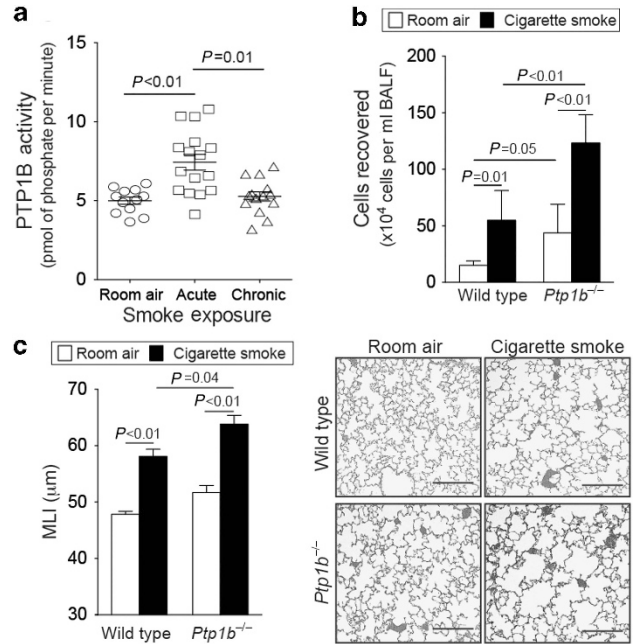 a
PTP1B activity
(pmol of phosphate per minute)
15
10
5
0
P<0.01
P=0.01
Room air Acute Chronic
Smoke exposure
b
Room air Cigarette smoke
Cells recovered
(x10⁴ cells per ml BALF)
200
150
100
50
0
P<0.01
P<0.01
P=0.05
P=0.01
Wild type Ptp1b⁻/⁻
c
Room air Cigarette smoke
MLI (μm)
70
60
50
40
30
P=0.04
P<0.01
P<0.01
Wild type Ptp1b⁻/⁻
Room air Cigarette smoke
Wild type
Ptp1b⁻/⁻